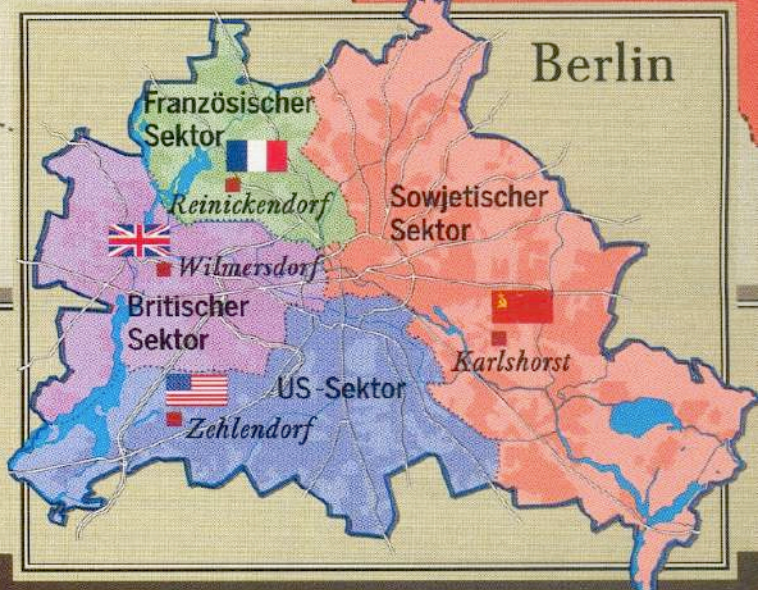 Berlin
Französischer
Sektor
Reinickendorf
Sowjetischer
Sektor
Wilmersdorf
Britischer
Sektor
Karlshorst
US-Sektor
Zehlendorf